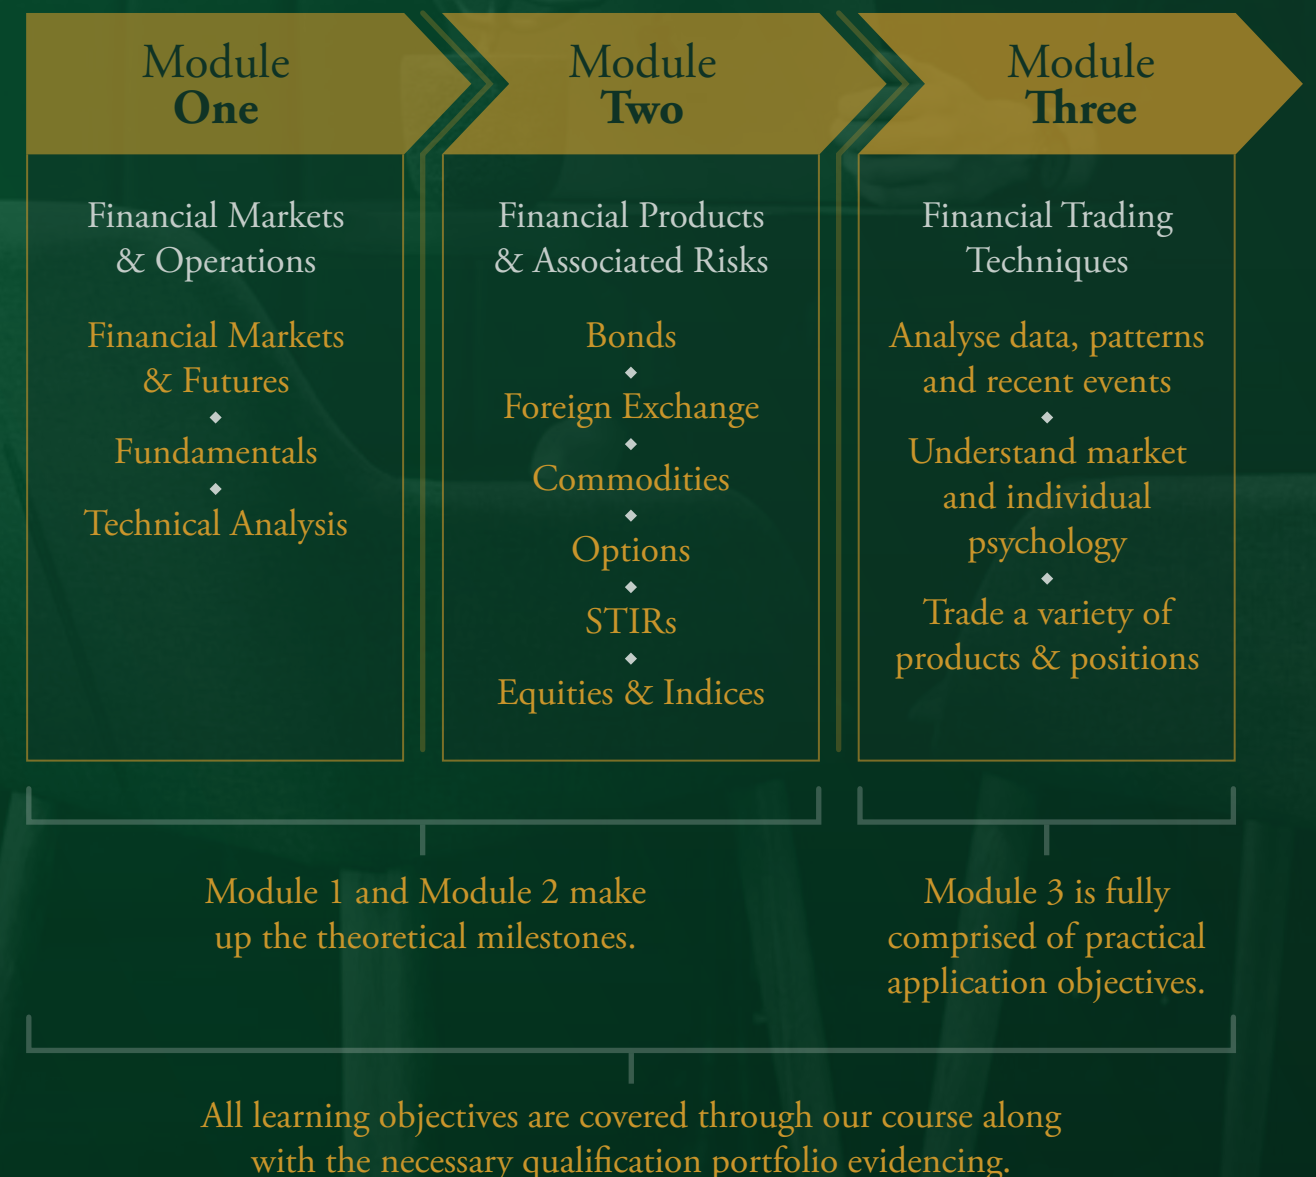 Module
One
Financial Markets
& Operations
Financial Markets
& Futures
Fundamentals
Technical Analysis
Module
Two
Financial Products
& Associated Risks
Bonds
Foreign Exchange
Commodities
Options
STIRs
Equities & Indices
Module
Three
Financial Trading
Techniques
Analyse data, patterns
and recent events
Understand market
and individual
psychology
Trade a variety of
products & positions
Module 1 and Module 2 make
up the theoretical milestones.
Module 3 is fully
comprised of practical
application objectives.
All learning objectives are covered through our course along
with the necessary qualification portfolio evidencing.